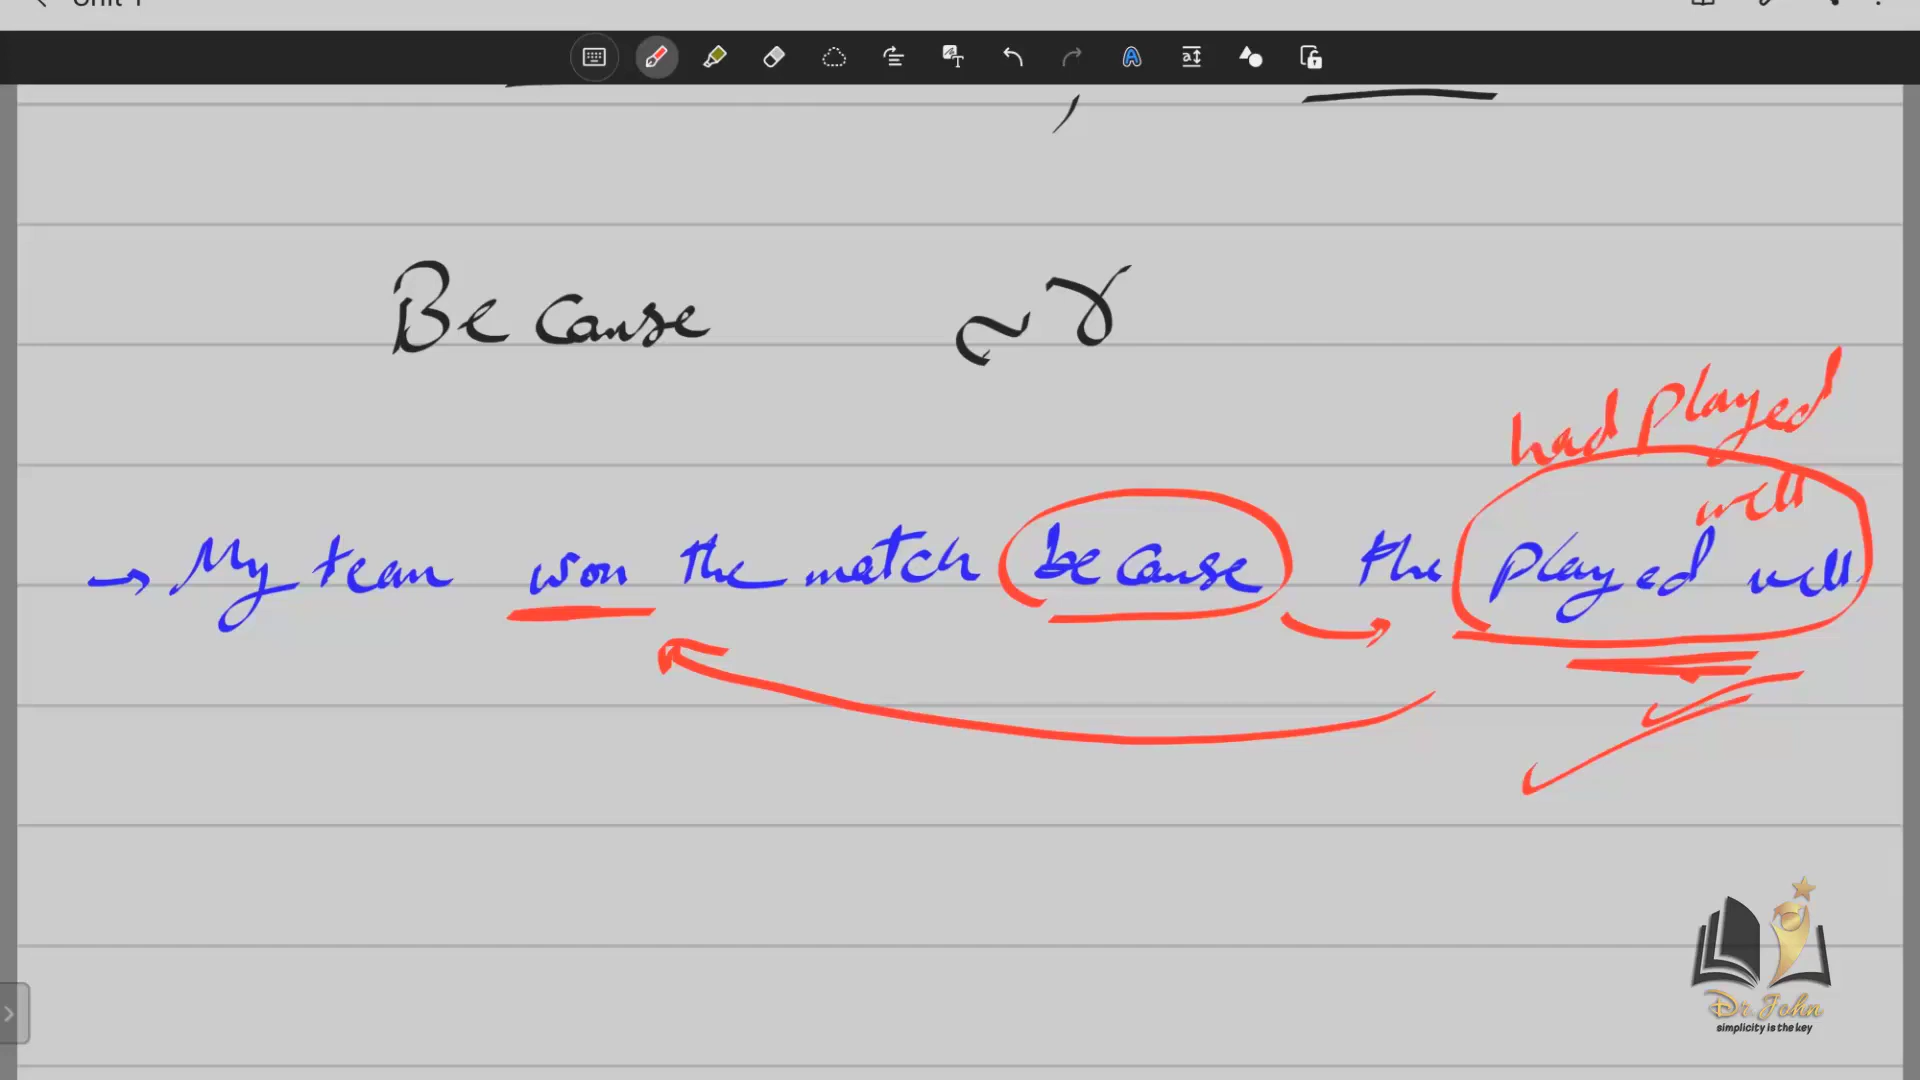 Because
had played
well
→ My team won the match because the played well
Dr. John
simplicity is the key